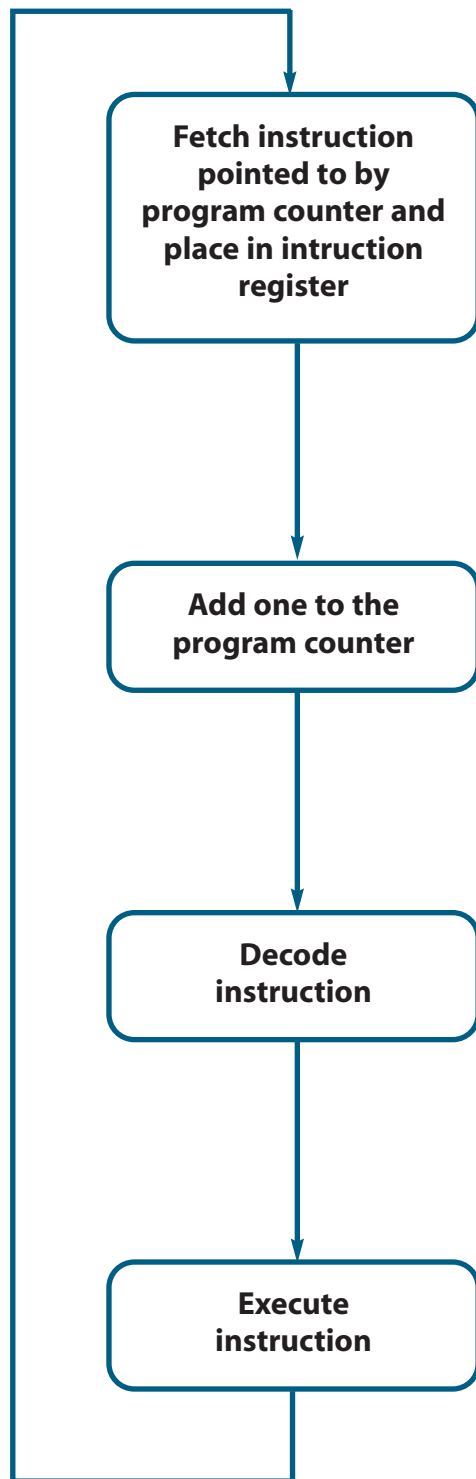 Fetch instruction
pointed to by
program counter and
place in intruction
register
Add one to the
program counter
Decode
instruction
Execute
instruction